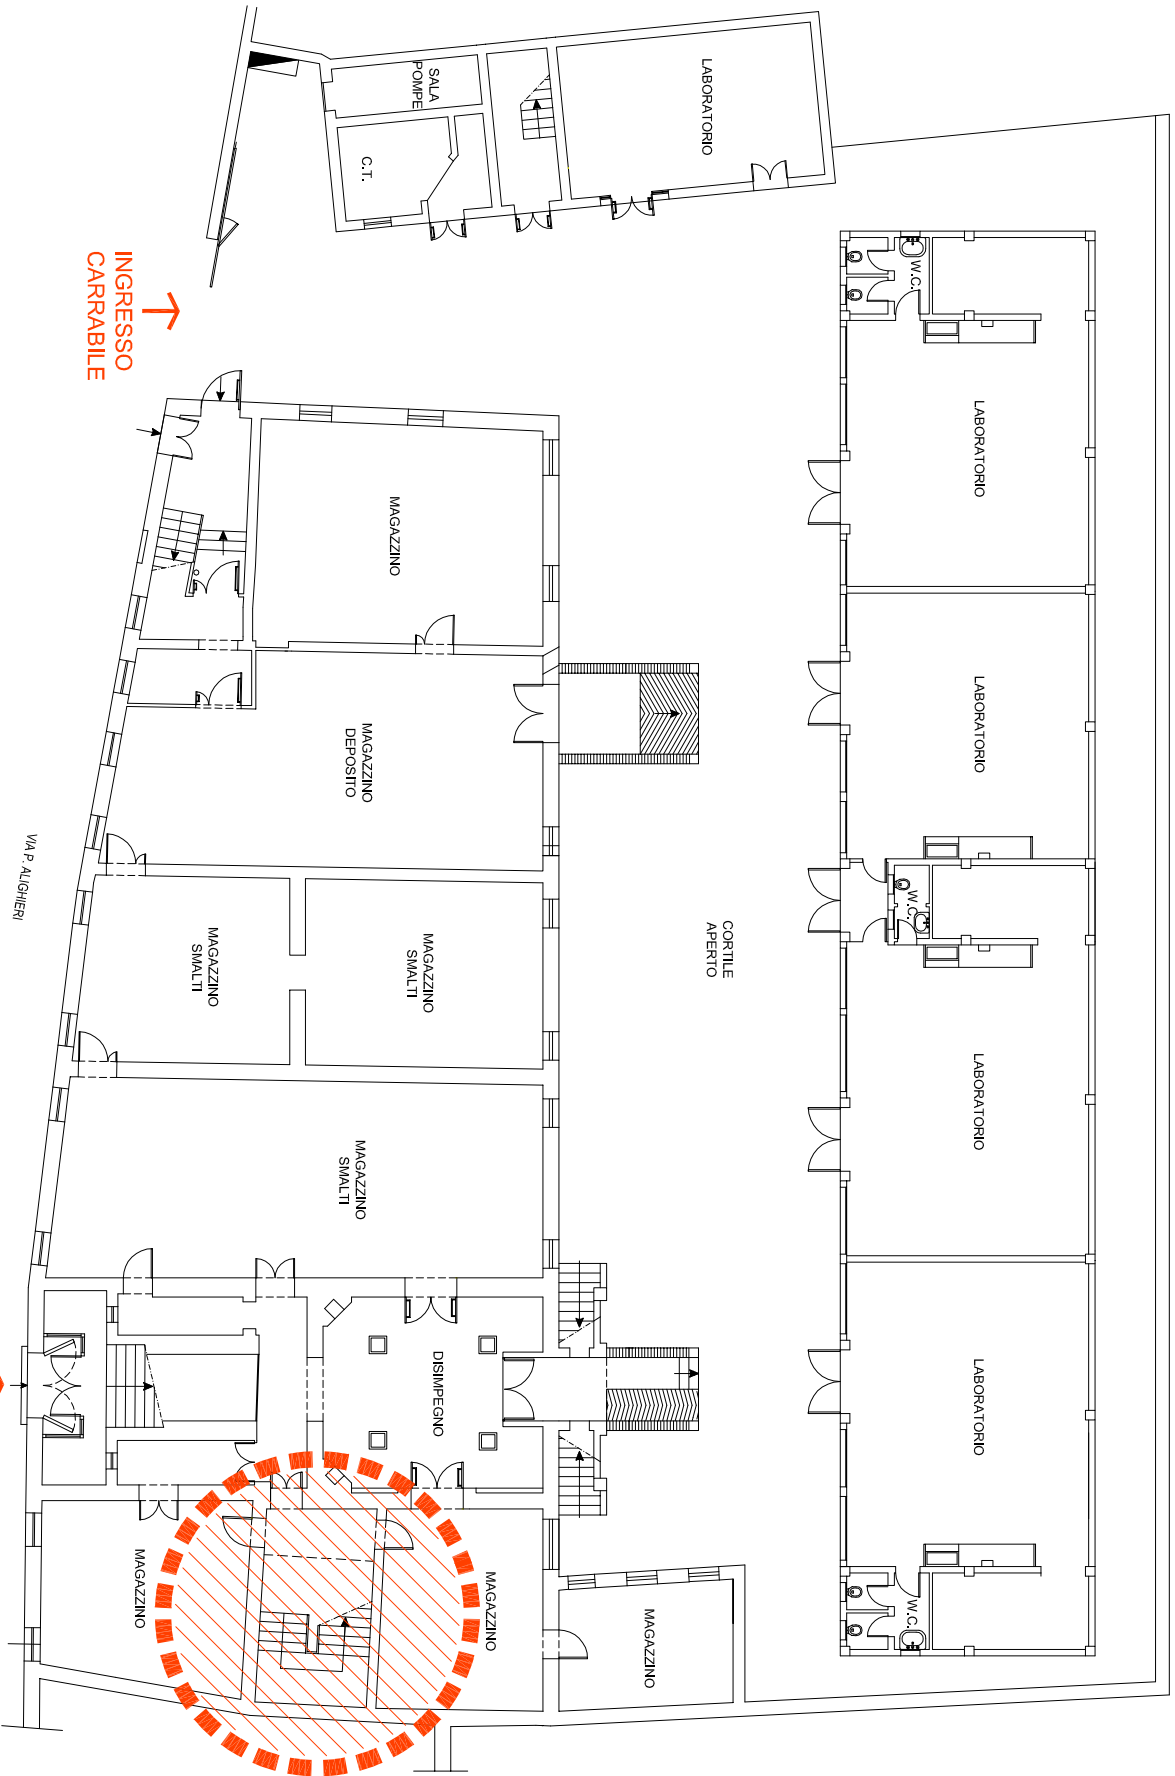 SALA
POMPE
LABORATORIO
C.T.
INGRESSO
CARRABILE
W.C.
LABORATORIO
MAGAZZINO
LABORATORIO
MAGAZZINO
DEPOSITO
VIA P. ALIGHIERI
W.C.
CORTILE
APERTO
MAGAZZINO
SMALTI
MAGAZZINO
SMALTI
LABORATORIO
MAGAZZINO
SMALTI
DISIMPEGNO
LABORATORIO
MAGAZZINO
MAGAZZINO
MAGAZZINO
W.C.